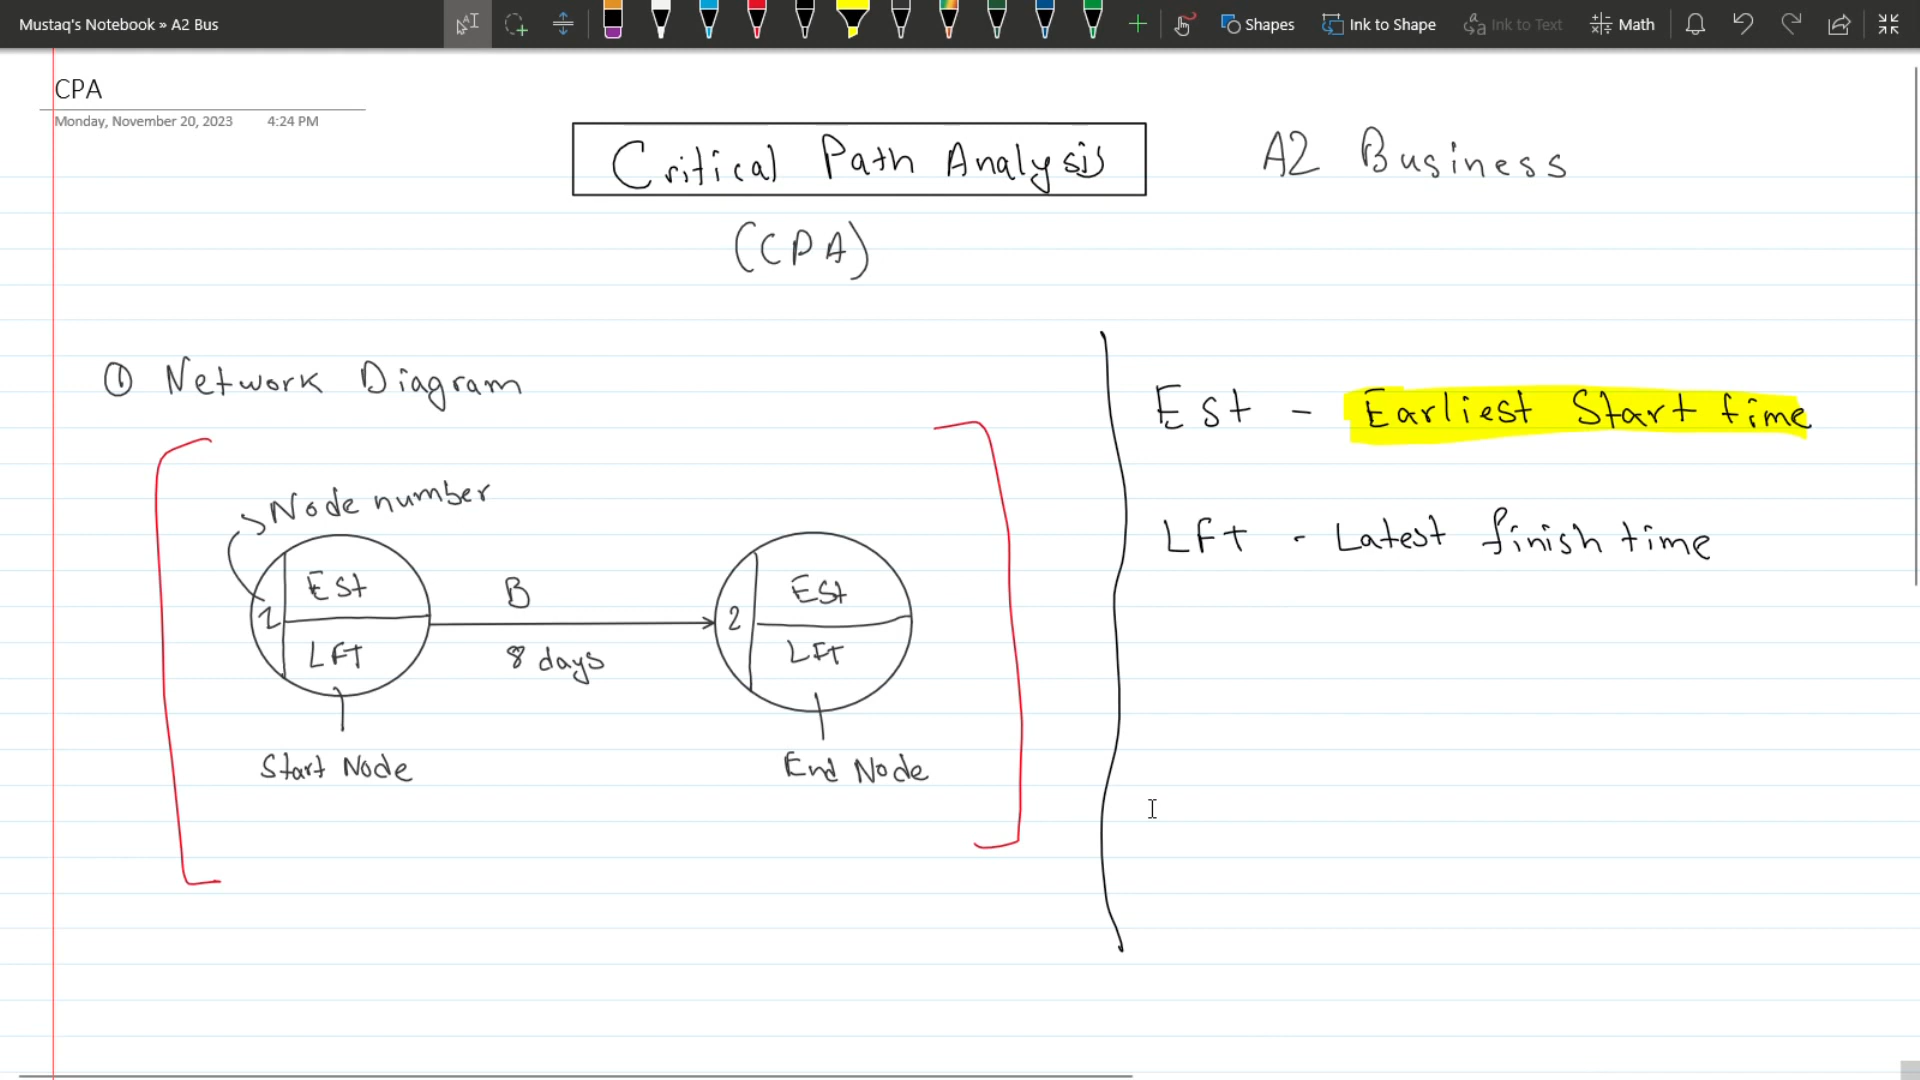 Mustaq's Notebook » A2 Bus
Shapes
Ink to Shape
Ink to Text
Math
CPA
Monday, November 20, 2023 4:24 PM
Critical Path Analysis
A2 Business
(CPA)
① Network Diagram
Est - Earliest Start time
LFT - Latest finish time
Node number
1 Est
LFT
B
8 days
2 Est
LFT
Start Node
End Node